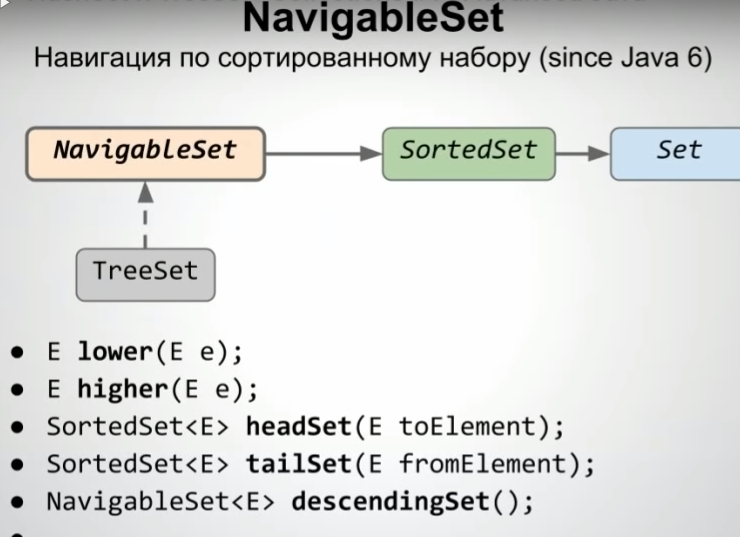 NavigableSet
Навигация по сортированному набору (since Java 6)
NavigableSet
SortedSet
Set
TreeSet
● E lower(E e);
● E higher(E e);
● SortedSet<E> headSet(E toElement);
● SortedSet<E> tailSet(E fromElement);
● NavigableSet<E> descendingSet();